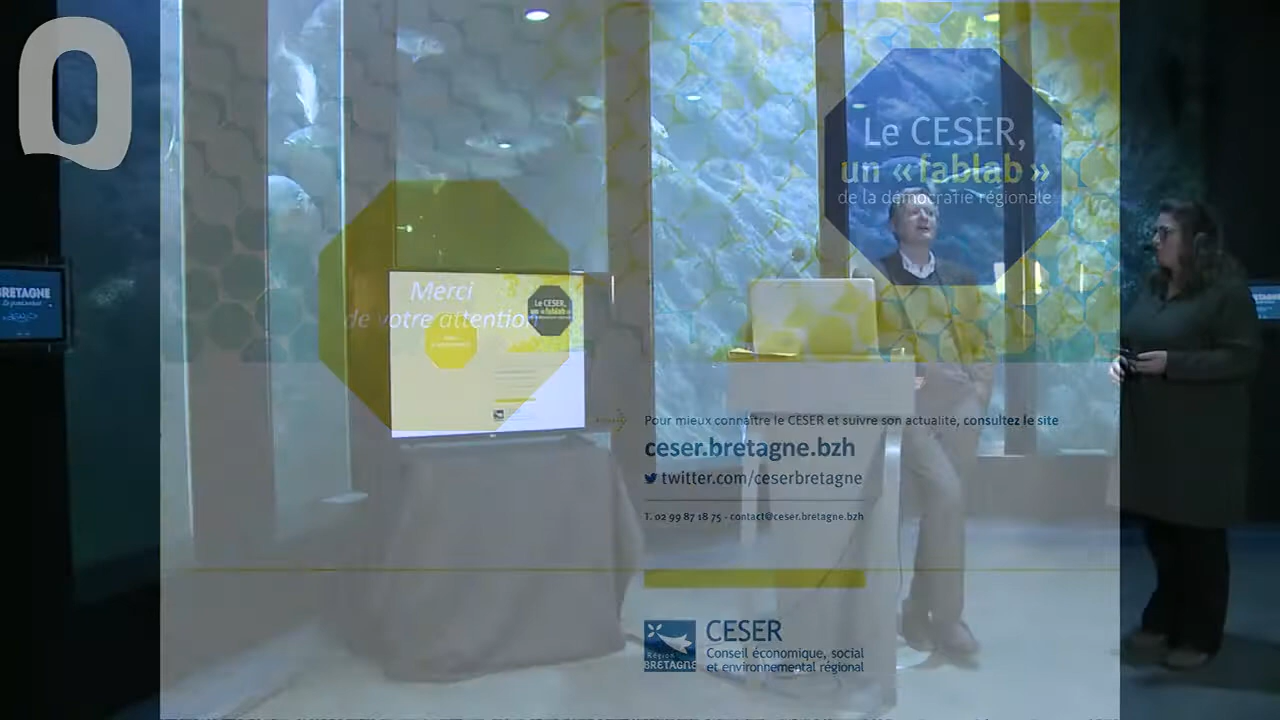 Le CESER,
un « fablab »
de la démocratie régionale
Merci
de votre attention
Le CESER,
un «fablab»
BRETAGNE
Pour mieux connaître le CESER et suivre son actualité, consultez le site
ceser.bretagne.bzh
twitter.com/ceserbretagne
T. 02 99 87 18 75 - contact@ceser.bretagne.bzh
Région
BRETAGNE
CESER
Conseil économique, social
et environnemental régional